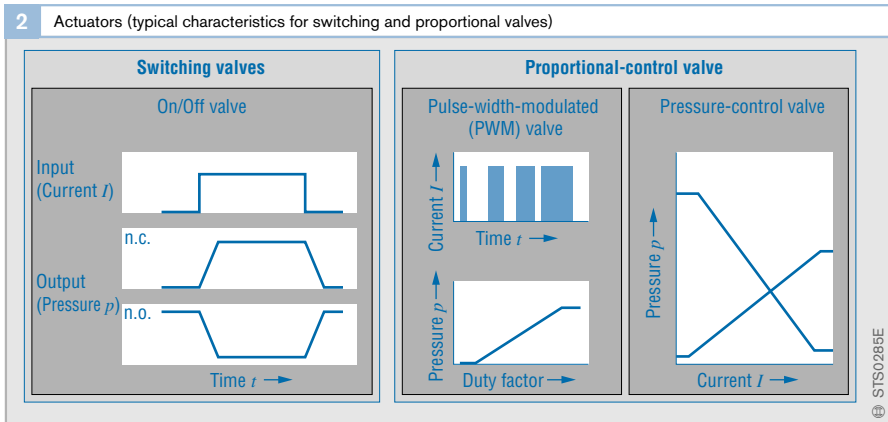 2 Actuators (typical characteristics for switching and proportional valves)
Switching valves
On/Off valve
Input
(Current I)
n.c.
Output
(Pressure p)
n.o.
Time t
Proportional-control valve
Pulse-width-modulated
(PWM) valve
Current I
Time t
Pressure p
Duty factor
Pressure-control valve
Pressure p
Current I
STS0285E